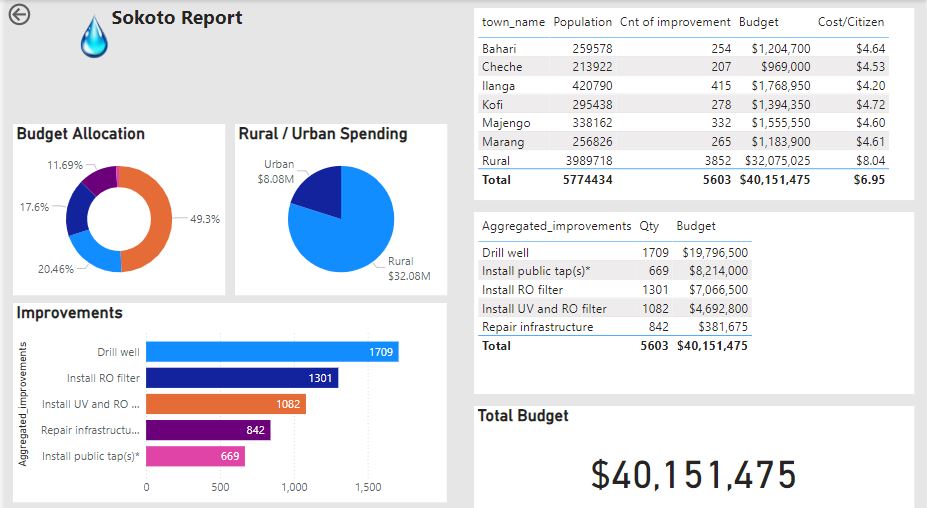 Sokoto Report
Budget Allocation
11.69%
17.6%
49.3%
20.46%
Rural / Urban Spending
Urban
$8.08M
Rural
$32.08M
Improvements
Aggregated_improvements
Drill well 1709
Install RO filter 1301
Install UV and RO ... 1082
Repair infrastructu... 842
Install public tap(s)* 669
0 500 1,000 1,500
town_name Population Cnt of improvement Budget Cost/Citizen
Bahari 259578 254 $1,204,700 $4.64
Cheche 213922 207 $969,000 $4.53
Ilanga 420790 415 $1,768,950 $4.20
Kofi 295438 278 $1,394,350 $4.72
Majengo 338162 332 $1,555,550 $4.60
Marang 256826 265 $1,183,900 $4.61
Rural 3989718 3852 $32,075,025 $8.04
Total 5774434 5603 $40,151,475 $6.95
Aggregated_improvements Qty Budget
Drill well 1709 $19,796,500
Install public tap(s)* 669 $8,214,000
Install RO filter 1301 $7,066,500
Install UV and RO filter 1082 $4,692,800
Repair infrastructure 842 $381,675
Total 5603 $40,151,475
Total Budget
$40,151,475